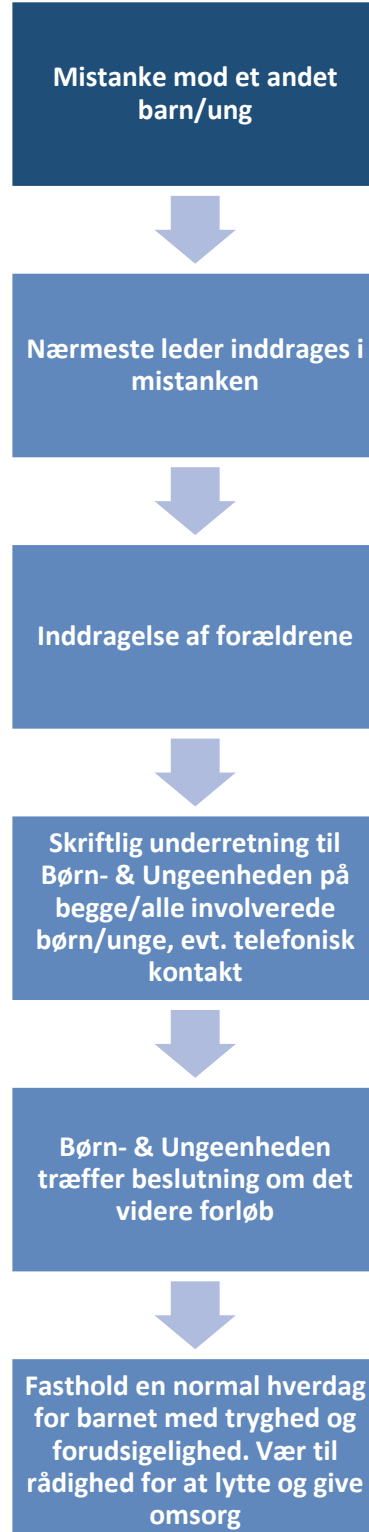 Mistanke mod et andet
barn/ung
Nærmeste leder inddrages i
mistanken
Inddragelse af forældrene
Skriftlig underretning til
Børn- & Ungeenheden på
begge/alle involverede
børn/unge, evt. telefonisk
kontakt
Børn- & Ungeenheden
træffer beslutning om det
videre forløb
Fasthold en normal hverdag
for barnet med tryghed og
forudsigelighed. Vær til
rådighed for at lytte og give
omsorg